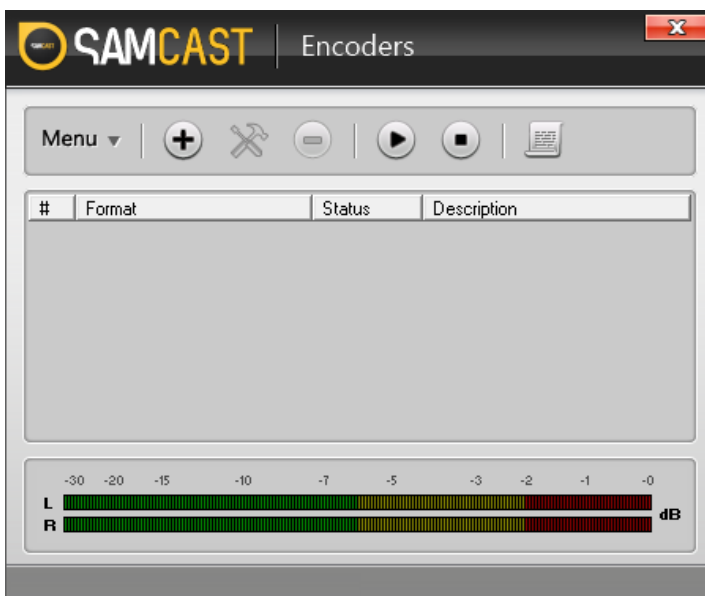 SAMCAST Encoders
Menu
# Format Status Description
-30 -20 -15 -10 -7 -5 -3 -2 -1 -0
L
dB
R